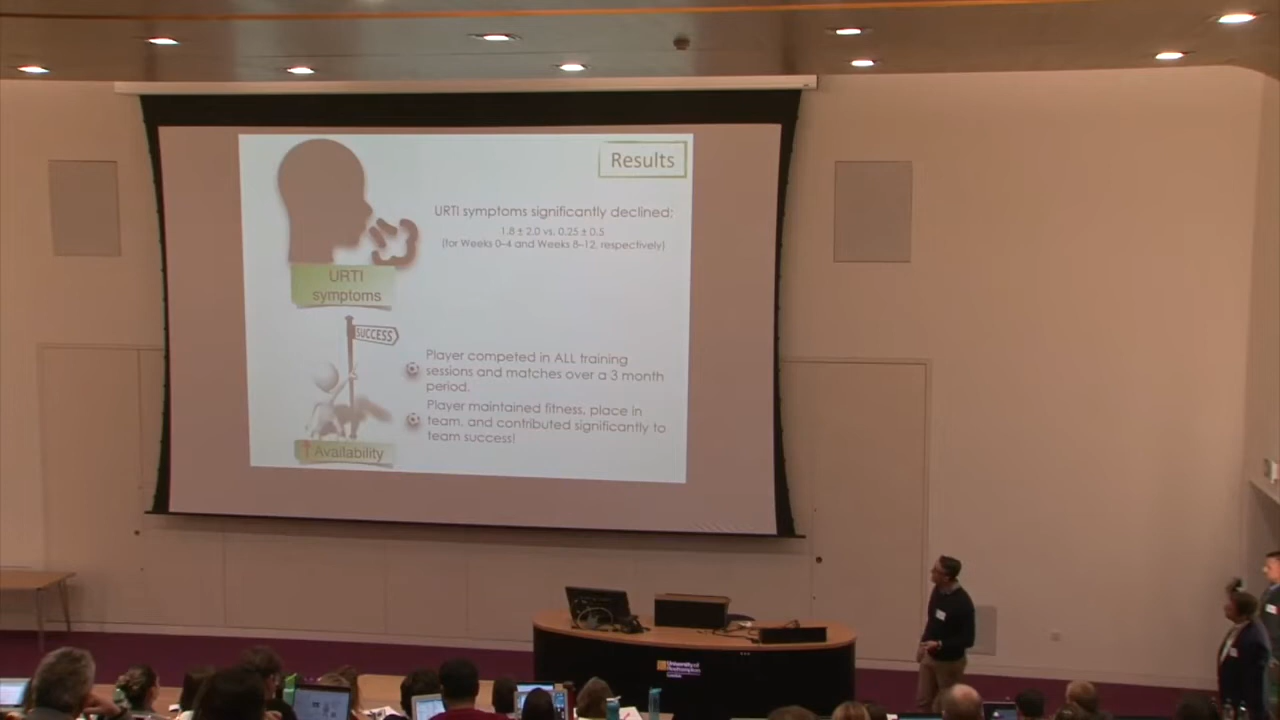 Results
URTI symptoms significantly declined:
1.8 ± 2.0 vs. 0.25 ± 0.5
(for Weeks 0–4 and Weeks 8–12, respectively)
URTI
symptoms
SUCCESS
Player competed in ALL training
sessions and matches over a 3 month
period.
Player maintained fitness, place in
team, and contributed significantly to
team success!
↑ Availability
University of